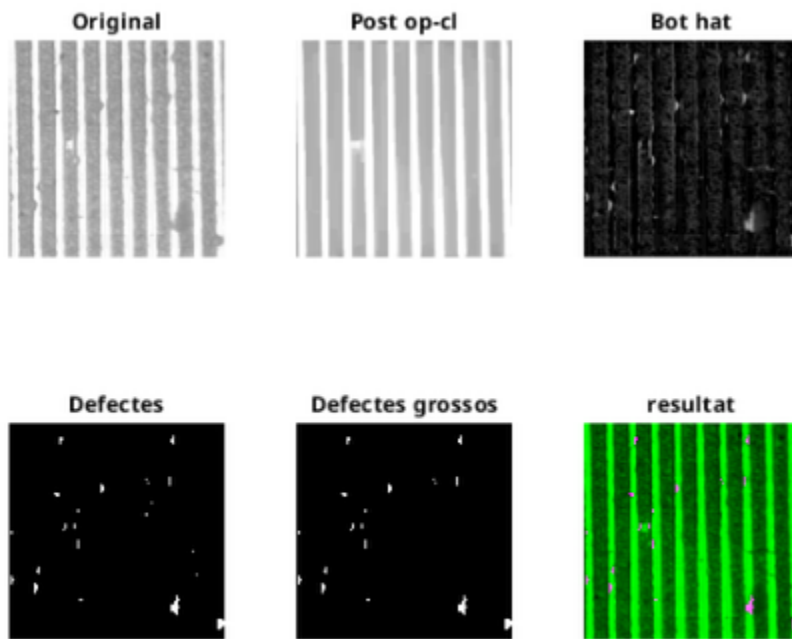 Original
Post op-cl
Bot hat
Defectes
Defectes grossos
resultat